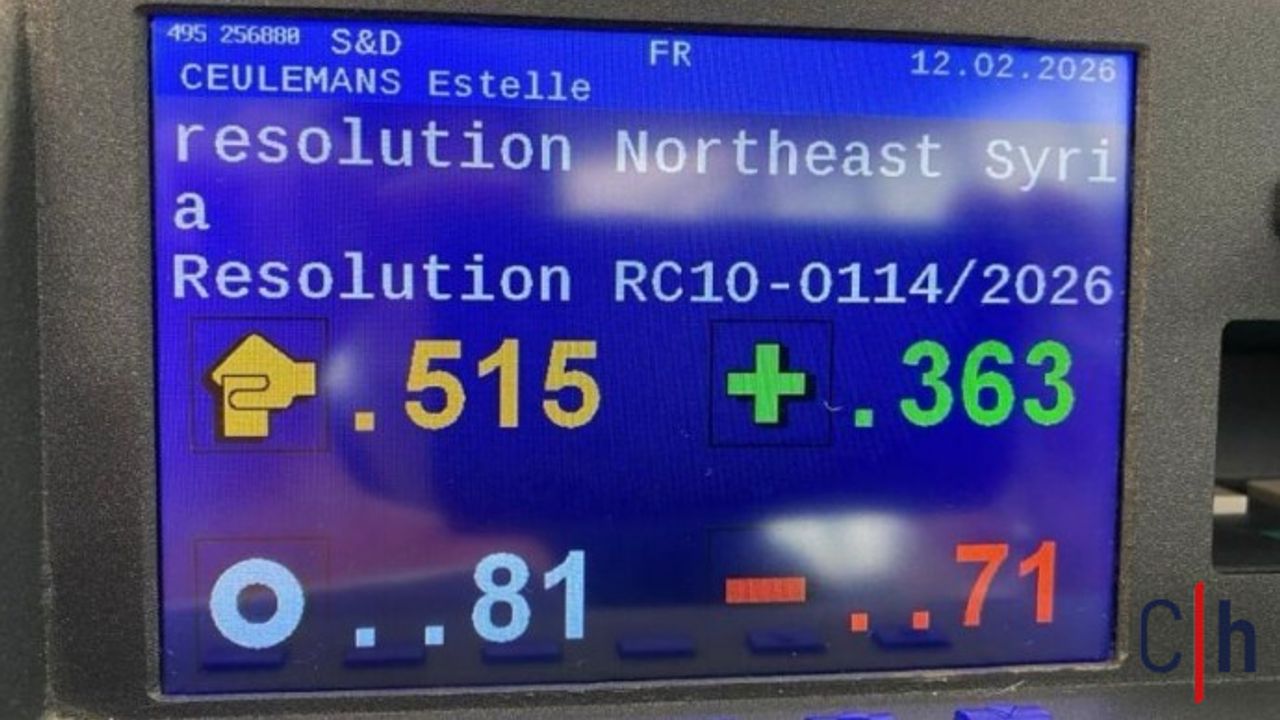 495 256880 S&D FR 12.02.2026
CEULEMANS Estelle
resolution Northeast Syri
a
Resolution RC10-0114/2026
.515 + .363
..81 - ..71
C|h